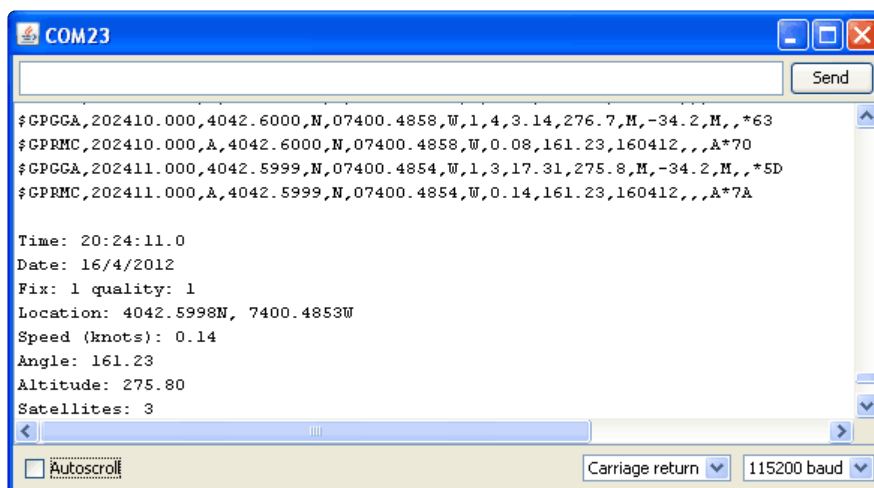 COM23
Send
$GPGGA,202410.000,4042.6000,N,07400.4858,W,1,4,3.14,276.7,M,-34.2,M,,*63
$GPRMC,202410.000,A,4042.6000,N,07400.4858,W,0.08,161.23,160412,,,A*70
$GPGGA,202411.000,4042.5999,N,07400.4854,W,1,3,17.31,275.8,M,-34.2,M,,*5D
$GPRMC,202411.000,A,4042.5999,N,07400.4854,W,0.14,161.23,160412,,,A*7A
Time: 20:24:11.0
Date: 16/4/2012
Fix: 1 quality: 1
Location: 4042.5998N, 7400.4853W
Speed (knots): 0.14
Angle: 161.23
Altitude: 275.80
Satellites: 3
Autoscroll
Carriage return
115200 baud